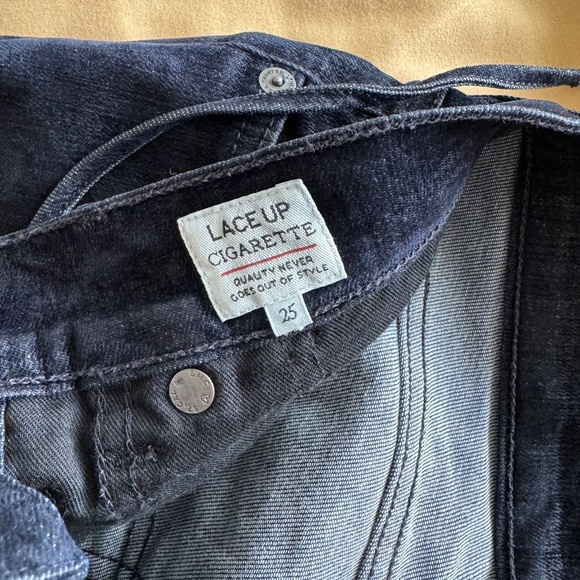 LACE UP
CIGARETTE
QUALITY NEVER
GOES OUT OF STYLE
25